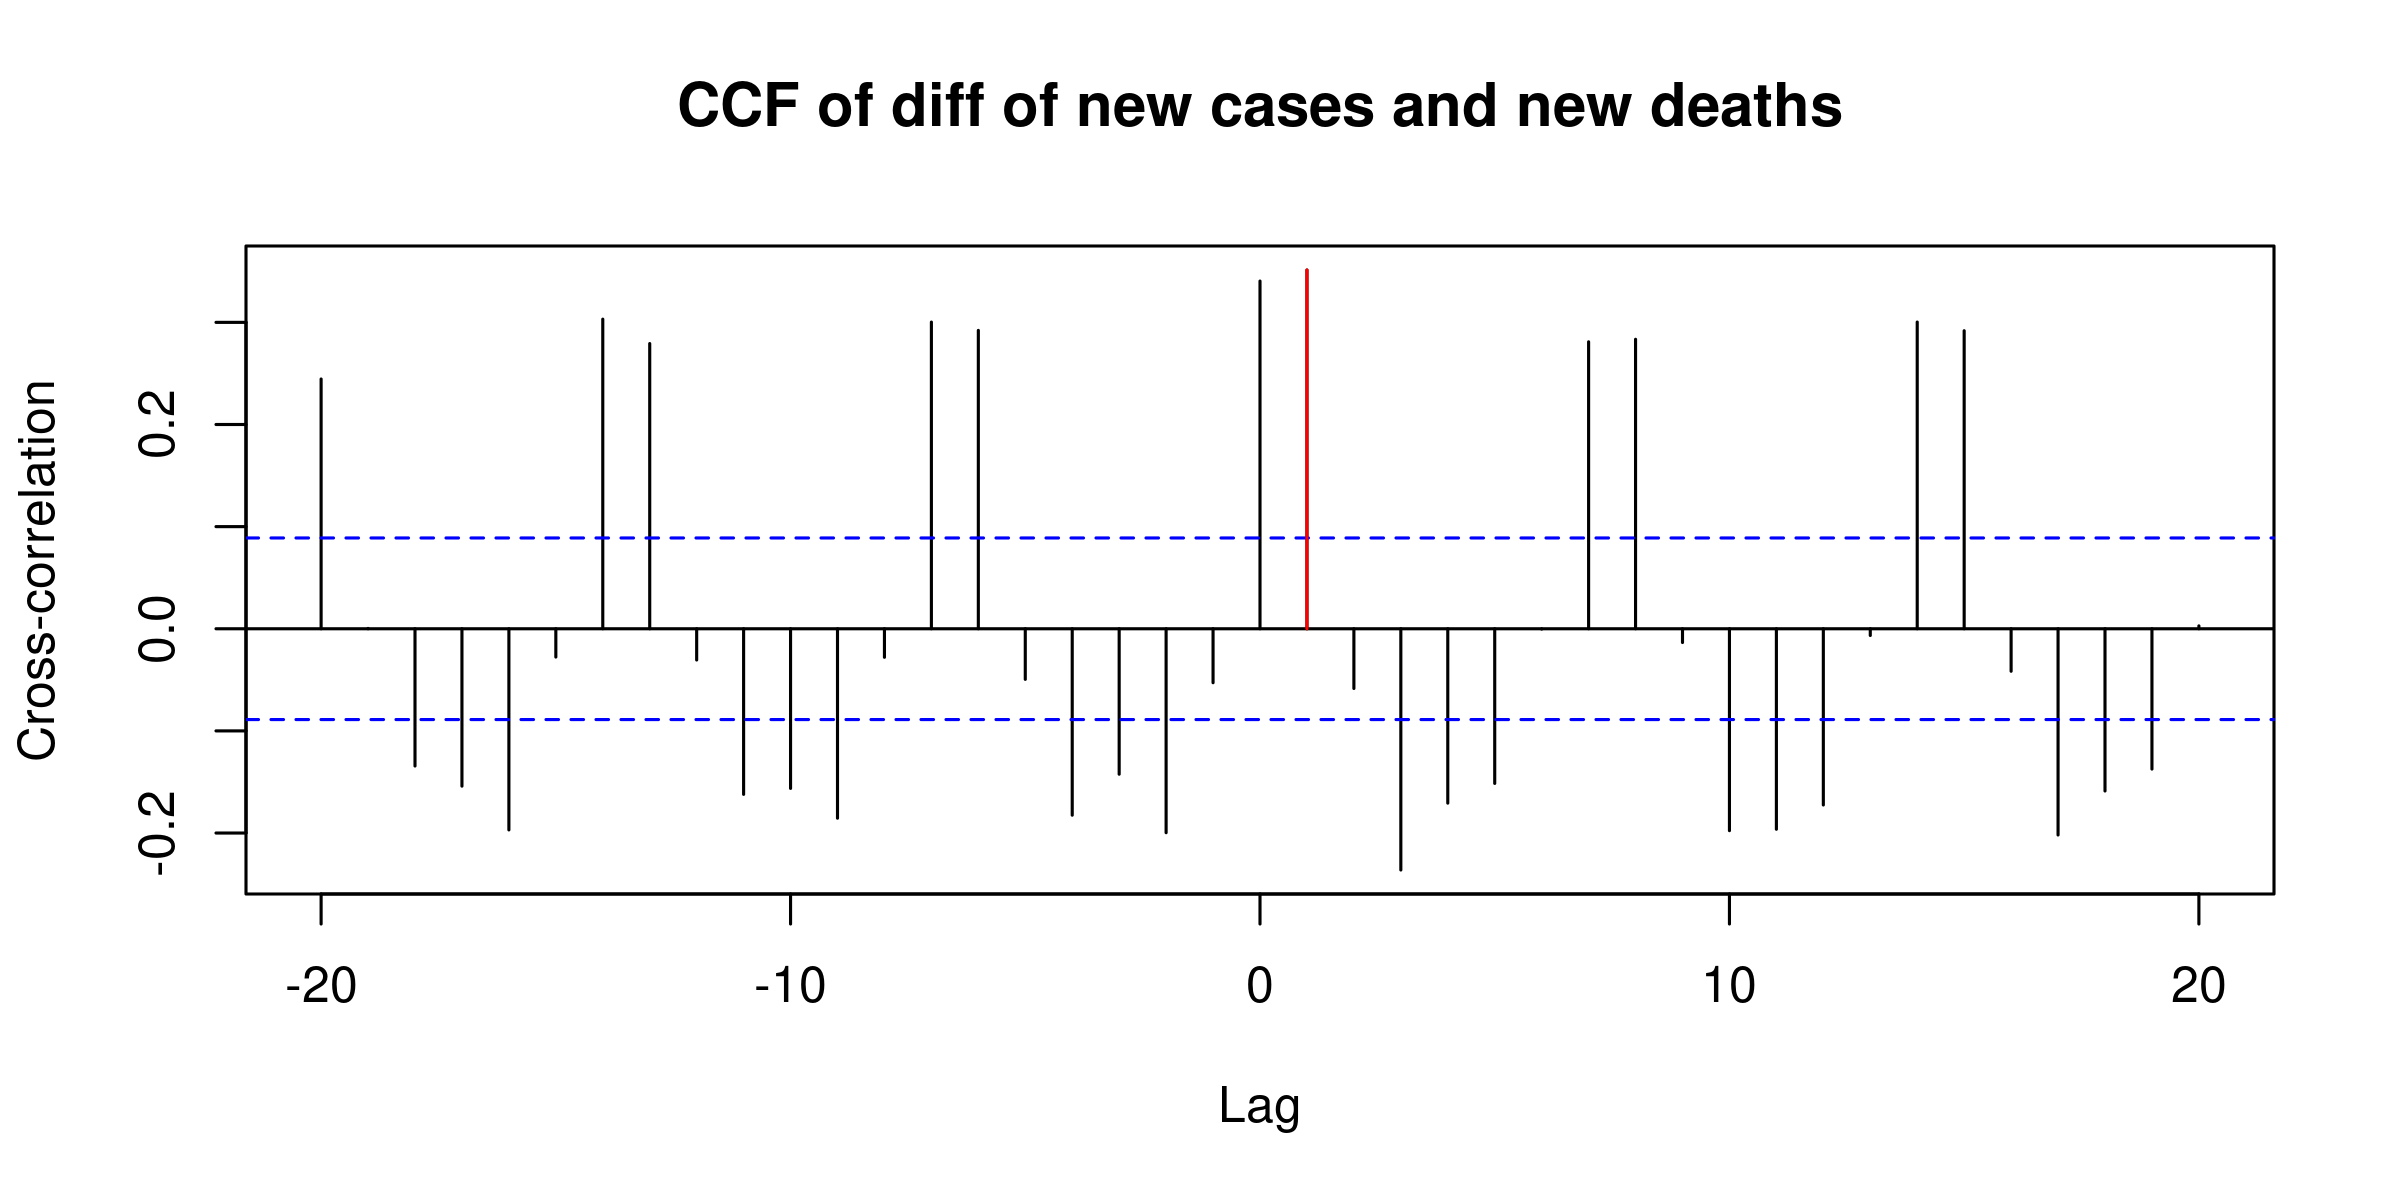 CCF of diff of new cases and new deaths
Cross-correlation
0.2
0.0
-0.2
-20 -10 0 10 20
Lag